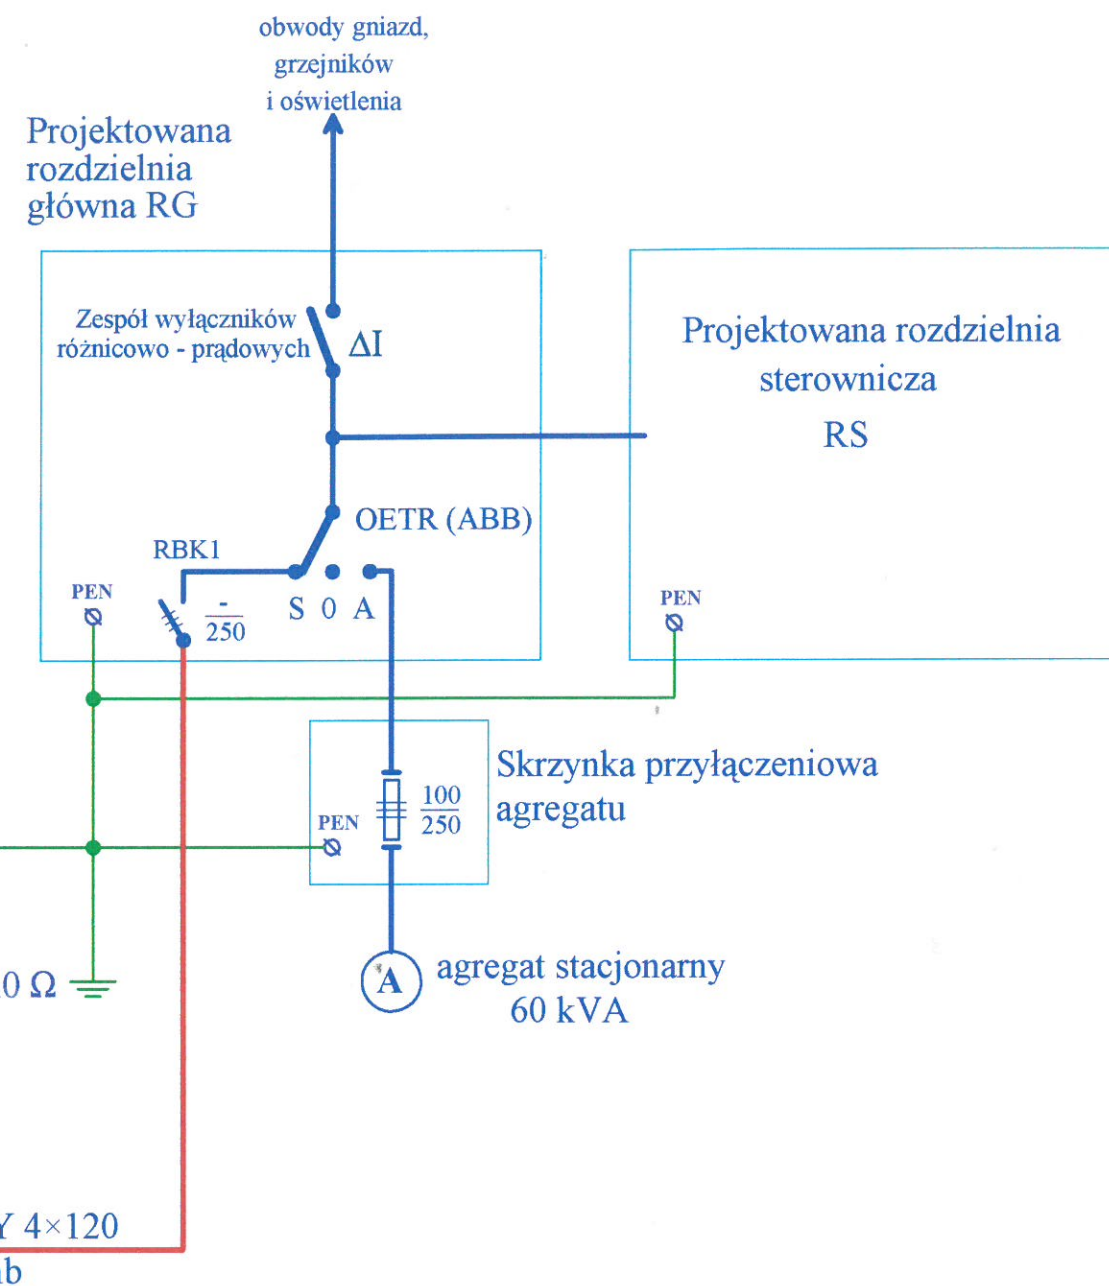 obwody gniazd,
grzejników
i oświetlenia
Projektowana
rozdzielnia
główna RG
Zespół wyłączników
różnicowo - prądowych
ΔI
Projektowana rozdzielnia
sterownicza
RS
OETR (ABB)
RBK1
PEN
-
250
S 0 A
PEN
Skrzynka przyłączeniowa
agregatu
100
250
PEN
A
agregat stacjonarny
60 kVA
0 Ω
Y 4×120